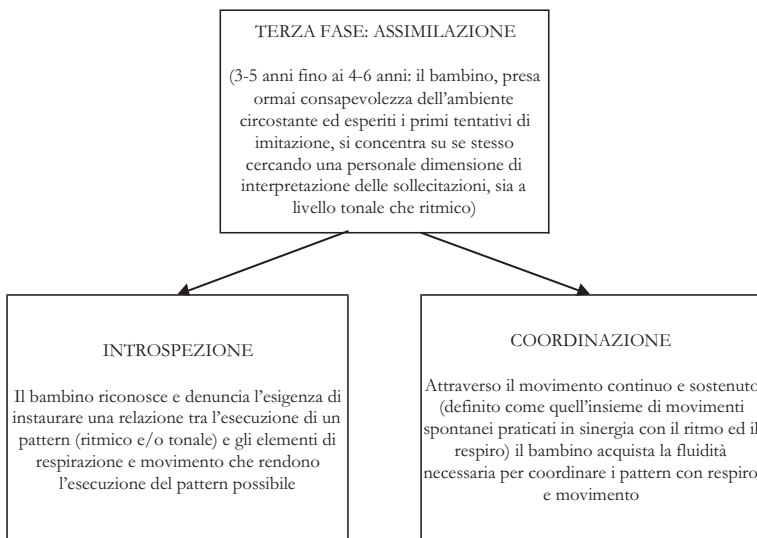 TERZA FASE: ASSIMILAZIONE
(3-5 anni fino ai 4-6 anni: il bambino, presa
ormai consapevolezza dell’ambiente
circostante ed esperiti i primi tentativi di
imitazione, si concentra su se stesso
cercando una personale dimensione di
interpretazione delle sollecitazioni, sia a
livello tonale che ritmico)
INTROSPEZIONE
Il bambino riconosce e denuncia l’esigenza di
instaurare una relazione tra l’esecuzione di un
pattern (ritmico e/o tonale) e gli elementi di
respirazione e movimento che rendono
l’esecuzione del pattern possibile
COORDINAZIONE
Attraverso il movimento continuo e sostenuto
(definito come quell’insieme di movimenti
spontanei praticati in sinergia con il ritmo ed il
respiro) il bambino acquista la fluidità
necessaria per coordinare i pattern con respiro
e movimento